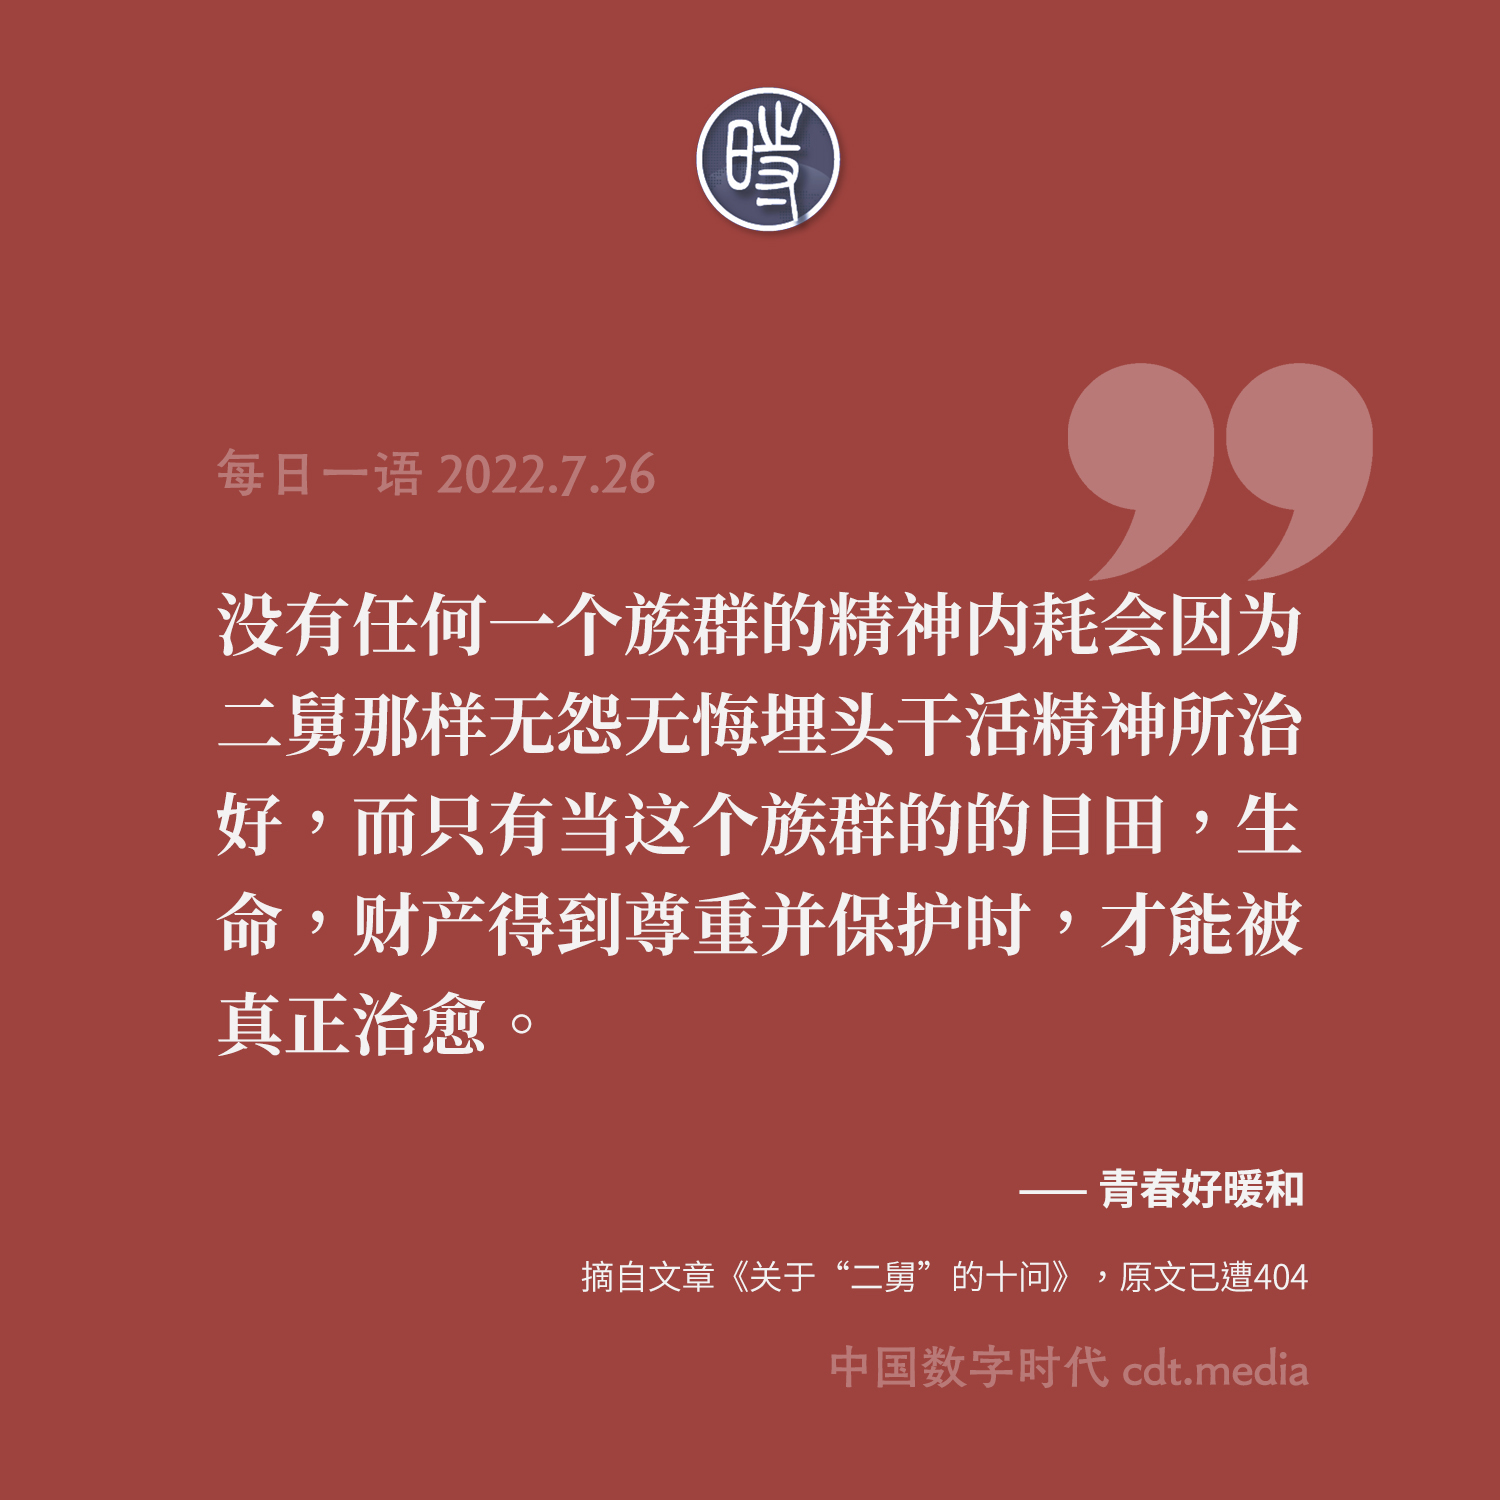 時
每日一语 2022.7.26
没有任何一个族群的精神内耗会因为
二舅那样无怨无悔埋头干活精神所治
好，而只有当这个族群的的目田，生
命，财产得到尊重并保护时，才能被
真正治愈。
—— 青春好暖和
摘自文章《关于“二舅”的十问》，原文已遭404
中国数字时代 cdt.media